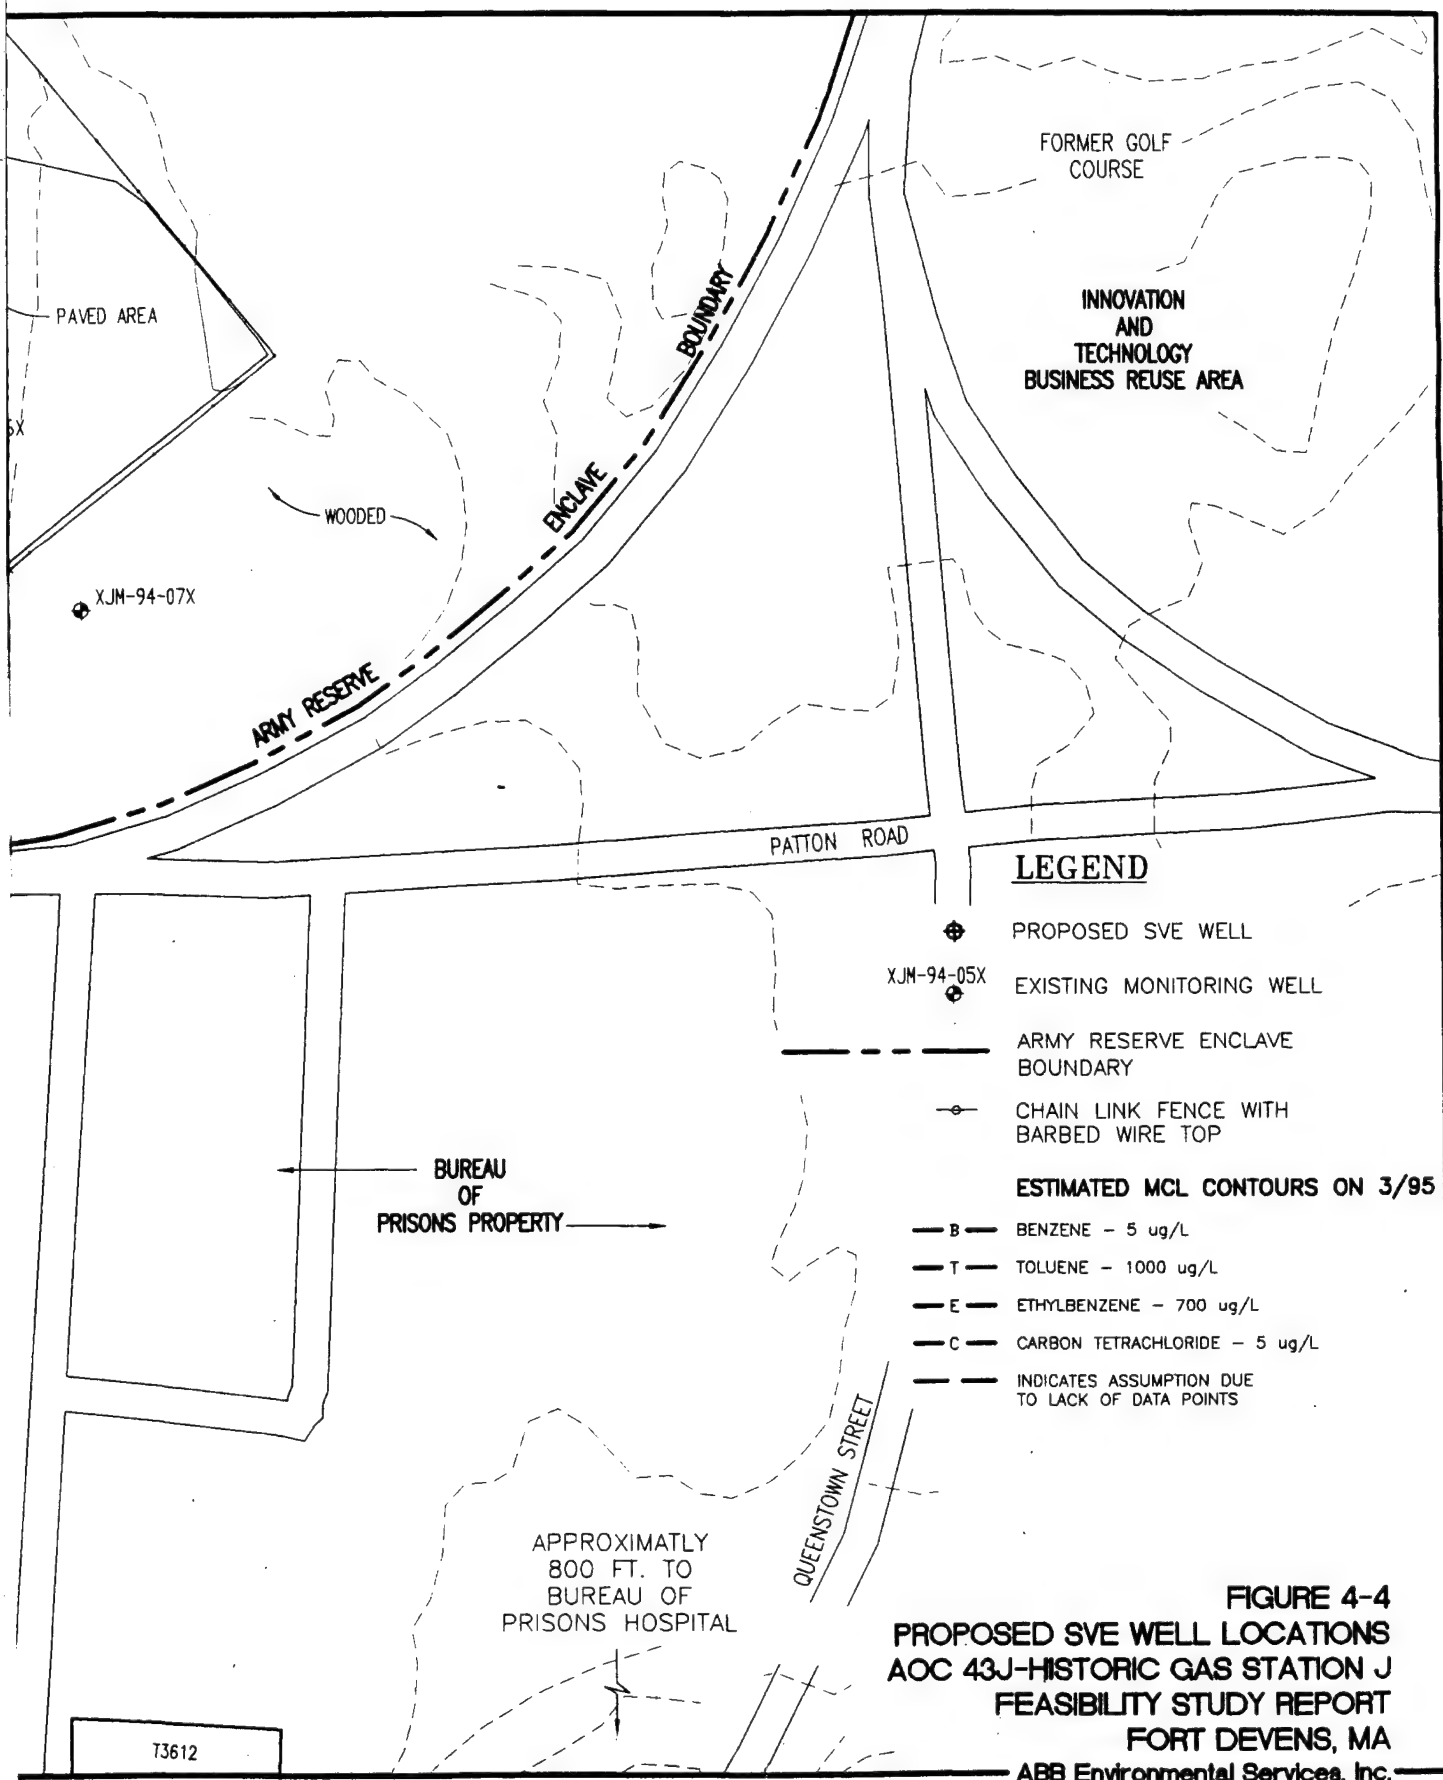 FORMER GOLF
COURSE
PAVED AREA
BOUNDARY
INNOVATION
AND
TECHNOLOGY
BUSINESS REUSE AREA
ENCLAVE
WOODED
XJM-94-07X
ARMY RESERVE
PATTON ROAD
LEGEND
PROPOSED SVE WELL
XJM-94-05X
EXISTING MONITORING WELL
ARMY RESERVE ENCLAVE
BOUNDARY
CHAIN LINK FENCE WITH
BARBED WIRE TOP
ESTIMATED MCL CONTOURS ON 3/95
B BENZENE - 5 ug/L
T TOLUENE - 1000 ug/L
E ETHYLBENZENE - 700 ug/L
C CARBON TETRACHLORIDE - 5 ug/L
INDICATES ASSUMPTION DUE
TO LACK OF DATA POINTS
BUREAU
OF
PRISONS PROPERTY
QUEENSTOWN STREET
APPROXIMATLY
800 FT. TO
BUREAU OF
PRISONS HOSPITAL
T3612
FIGURE 4-4
PROPOSED SVE WELL LOCATIONS
AOC 43J-HISTORIC GAS STATION J
FEASIBILITY STUDY REPORT
FORT DEVENS, MA
ABB Environmental Services, Inc.